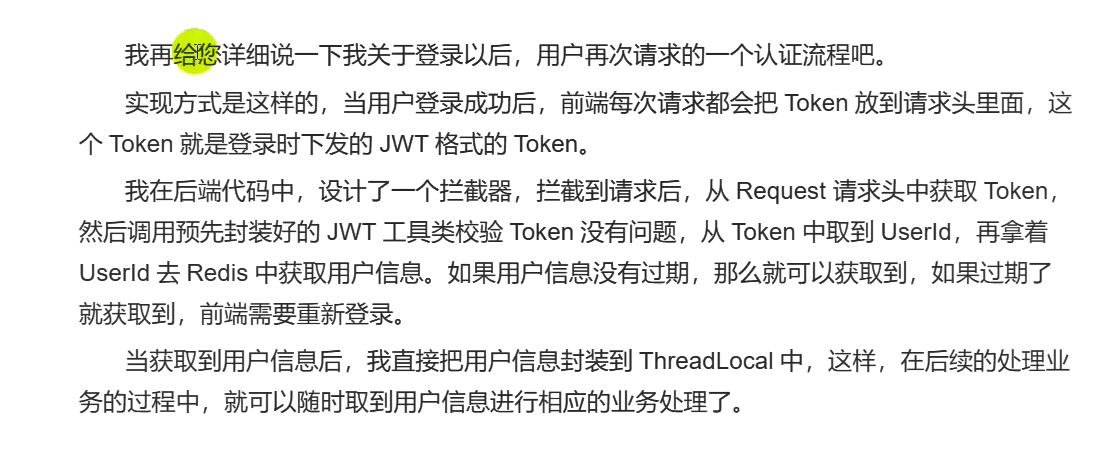 我再给您详细说一下我关于登录以后，用户再次请求的一个认证流程吧。
实现方式是这样的，当用户登录成功后，前端每次请求都会把 Token 放到请求头里面，这
个 Token 就是登录时下发的 JWT 格式的 Token。
我在后端代码中，设计了一个拦截器，拦截到请求后，从 Request 请求头中获取 Token，
然后调用预先封装好的 JWT 工具类校验 Token 没有问题，从 Token 中取到 UserId，再拿着
UserId 去 Redis 中获取用户信息。如果用户信息没有过期，那么就可以获取到，如果过期了
就获取到，前端需要重新登录。
当获取到用户信息后，我直接把用户信息封装到 ThreadLocal 中，这样，在后续的处理业
务的过程中，就可以随时取到用户信息进行相应的业务处理了。